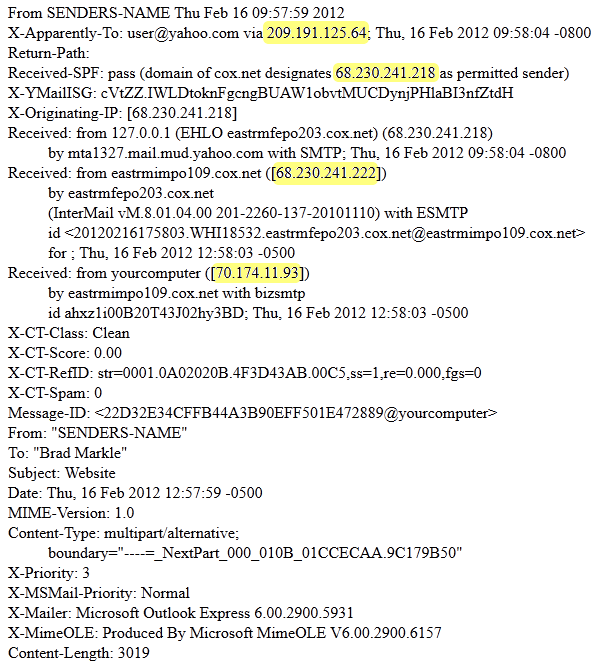 From SENDERS-NAME Thu Feb 16 09:57:59 2012
X-Apparently-To: user@yahoo.com via 209.191.125.64; Thu, 16 Feb 2012 09:58:04 -0800
Return-Path:
Received-SPF: pass (domain of cox.net designates 68.230.241.218 as permitted sender)
X-YMailISG: cVtZZ.IWLDtoknFgcngBUAW1obvtMUCDynjPHlaBI3nfZtdH
X-Originating-IP: [68.230.241.218]
Received: from 127.0.0.1 (EHLO eastrmfepo203.cox.net) (68.230.241.218)
by mta1327.mail.mud.yahoo.com with SMTP; Thu, 16 Feb 2012 09:58:04 -0800
Received: from eastrmimpo109.cox.net ([68.230.241.222])
by eastrmfepo203.cox.net
(InterMail vM.8.01.04.00 201-2260-137-20101110) with ESMTP
id <20120216175803.WHI18532.eastrmfepo203.cox.net@eastrmimpo109.cox.net>
for ; Thu, 16 Feb 2012 12:58:03 -0500
Received: from yourcomputer ([70.174.11.93])
by eastrmimpo109.cox.net with bizsmtp
id ahxz1i00B20T43J02hy3BD; Thu, 16 Feb 2012 12:58:03 -0500
X-CT-Class: Clean
X-CT-Score: 0.00
X-CT-RefID: str=0001.0A02020B.4F3D43AB.00C5,ss=1,re=0.000,fgs=0
X-CT-Spam: 0
Message-ID: <22D32E34CFFB44A3B90EFF501E472889@yourcomputer>
From: "SENDERS-NAME"
To: "Brad Markle"
Subject: Website
Date: Thu, 16 Feb 2012 12:57:59 -0500
MIME-Version: 1.0
Content-Type: multipart/alternative;
boundary="----=_NextPart_000_010B_01CCECAA.9C179B50"
X-Priority: 3
X-MSMail-Priority: Normal
X-Mailer: Microsoft Outlook Express 6.00.2900.5931
X-MimeOLE: Produced By Microsoft MimeOLE V6.00.2900.6157
Content-Length: 3019